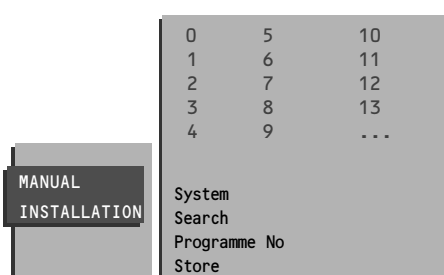 0 5 10
1 6 11
2 7 12
3 8 13
4 9 ...
MANUAL
INSTALLATION
System
Search
Programme No
Store